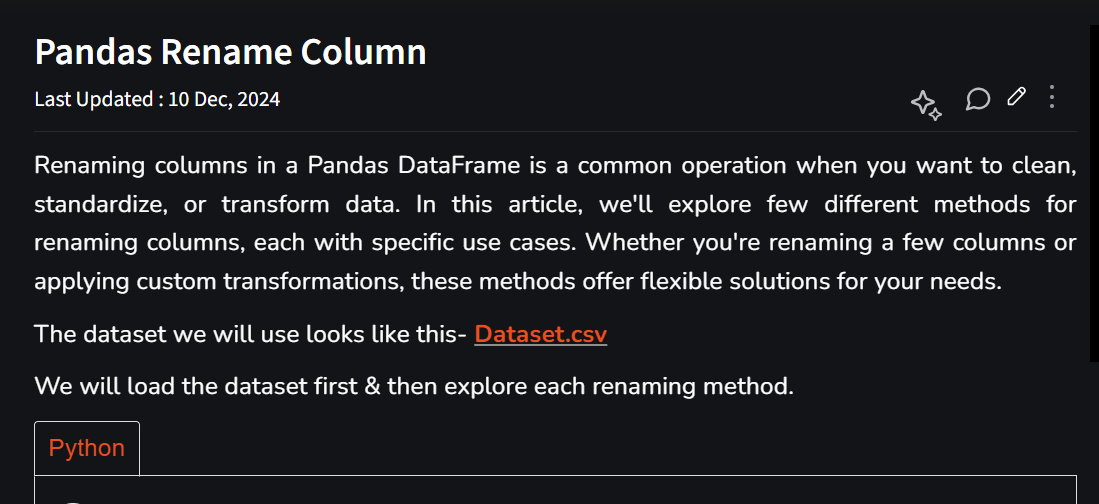 Pandas Rename Column
Last Updated : 10 Dec, 2024
Renaming columns in a Pandas DataFrame is a common operation when you want to clean,
standardize, or transform data. In this article, we'll explore few different methods for
renaming columns, each with specific use cases. Whether you're renaming a few columns or
applying custom transformations, these methods offer flexible solutions for your needs.
The dataset we will use looks like this- Dataset.csv
We will load the dataset first & then explore each renaming method.
Python